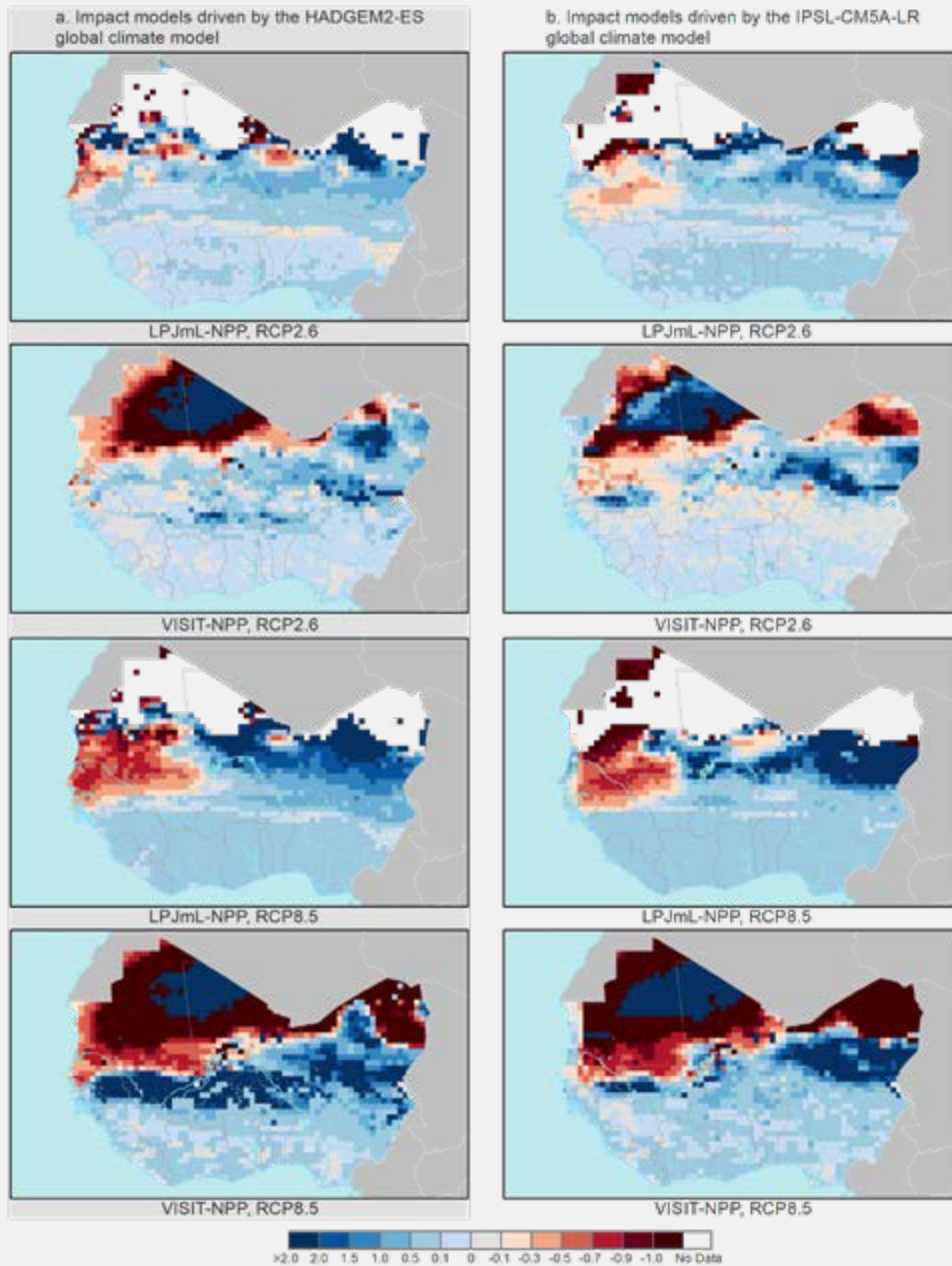 a. Impact models driven by the HADGEM2-ES
global climate model
b. Impact models driven by the IPSL-CM5A-LR
global climate model
LPJmL-NPP, RCP2.6
LPJmL-NPP, RCP2.6
VISIT-NPP, RCP2.6
VISIT-NPP, RCP2.6
LPJmL-NPP, RCP8.5
LPJmL-NPP, RCP8.5
VISIT-NPP, RCP8.5
VISIT-NPP, RCP8.5
>2.0 2.0 1.5 1.0 0.5 0.1 0 -0.1 -0.3 -0.5 -0.7 -0.9 -1.0 No Data